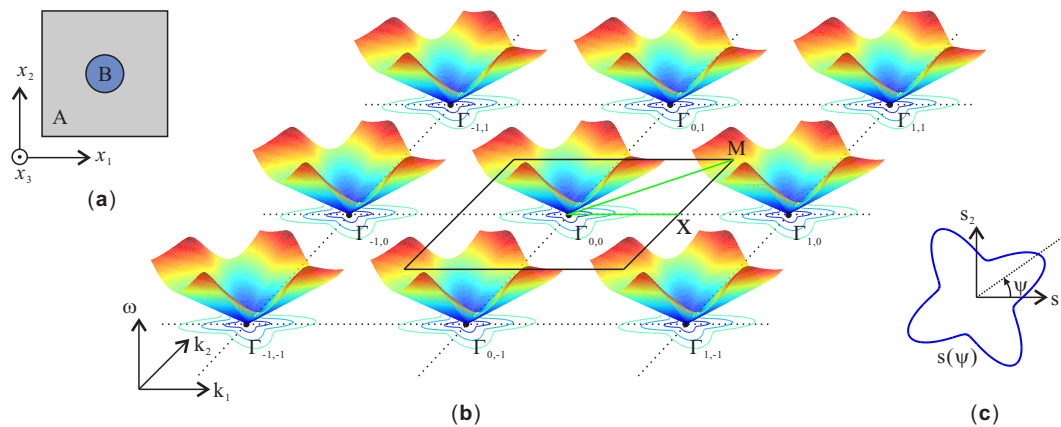 x₂
A
B
x₁
x₃
(a)
Γ-1,1
Γ0,1
Γ1,1
M
Γ-1,0
Γ0,0
X
Γ1,0
Γ-1,-1
Γ0,-1
Γ1,-1
ω
k₂
k₁
(b)
s₂
ψ
s
s(ψ)
(c)